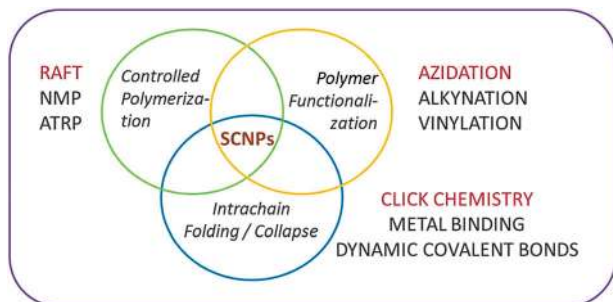 RAFT
NMP
ATRP
Controlled
Polymeriza-
tion
Polymer
Functionali-
zation
AZIDATION
ALKYNATION
VINYLATION
SCNPs
Intrachain
Folding / Collapse
CLICK CHEMISTRY
METAL BINDING
DYNAMIC COVALENT BONDS